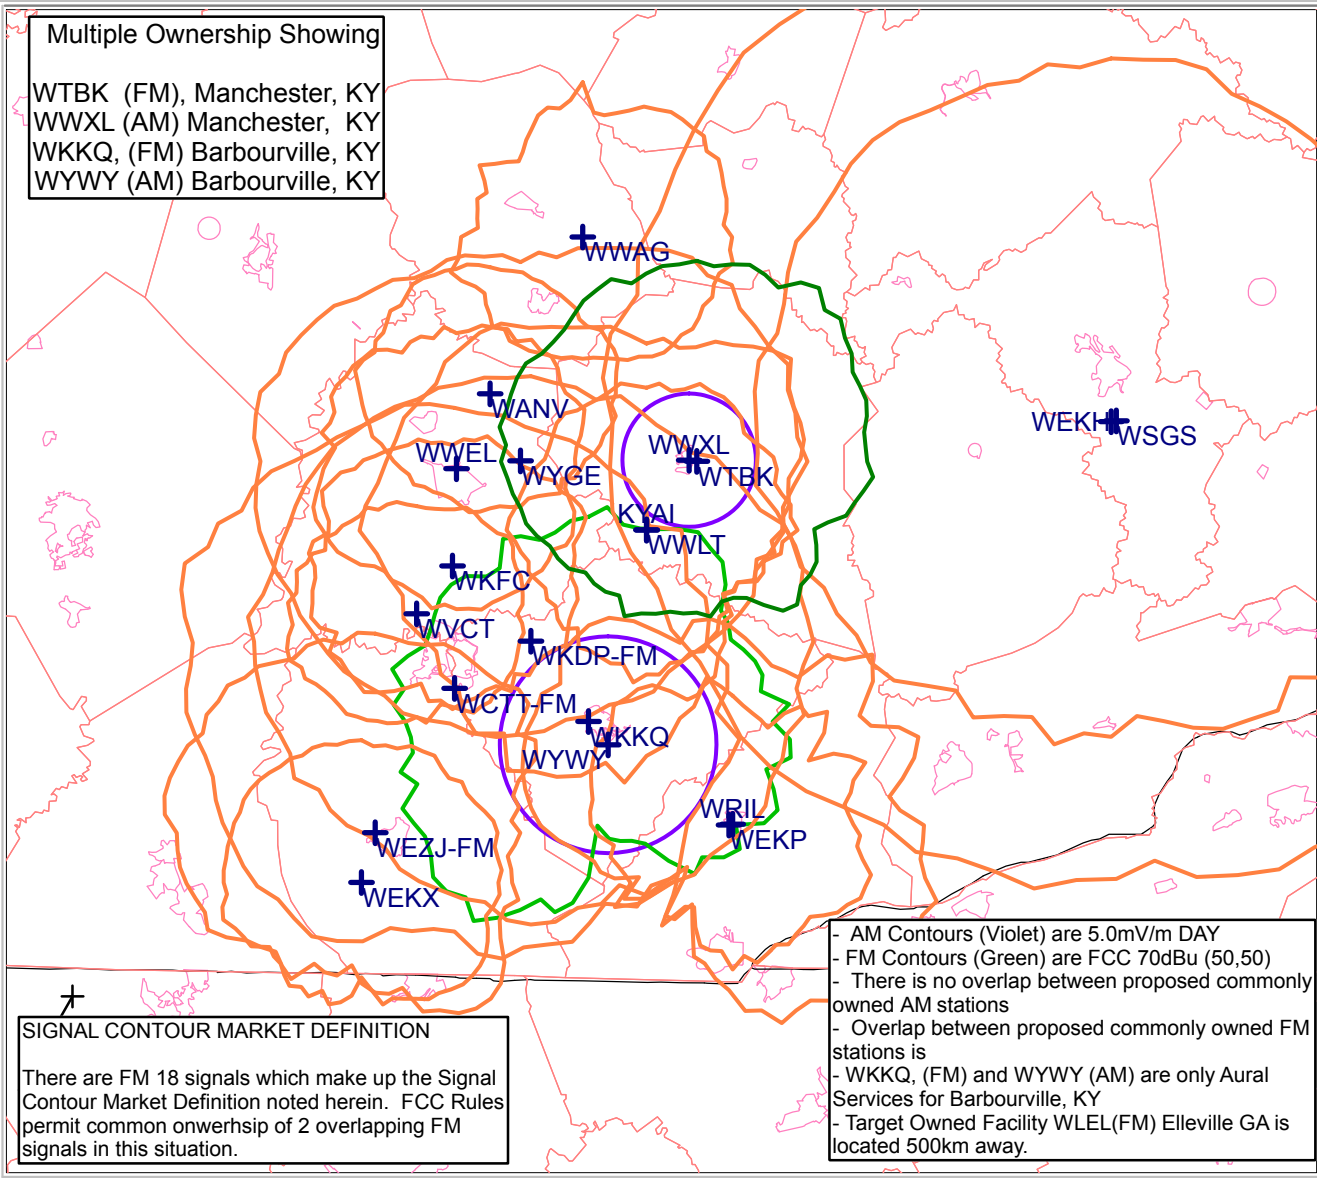 Multiple Ownership Showing
WTBK (FM), Manchester, KY
WWXL (AM) Manchester, KY
WKKQ, (FM) Barbourville, KY
WYWY (AM) Barbourville, KY
WWAG
WANV
WWEL
WYGE
WWXL
WTBK
WEKH
WSGS
KYAI
WWLT
WKFC
WVCT
WKDP-FM
WCTT-FM
WKKQ
WYWY
WRIL
WEKP
WEZJ-FM
WEKX
SIGNAL CONTOUR MARKET DEFINITION
There are FM 18 signals which make up the Signal
Contour Market Definition noted herein. FCC Rules
permit common onwerhsip of 2 overlapping FM
signals in this situation.
- AM Contours (Violet) are 5.0mV/m DAY
- FM Contours (Green) are FCC 70dBu (50,50)
- There is no overlap between proposed commonly
owned AM stations
- Overlap between proposed commonly owned FM
stations is
- WKKQ, (FM) and WYWY (AM) are only Aural
Services for Barbourville, KY
- Target Owned Facility WLEL(FM) Elleville GA is
located 500km away.